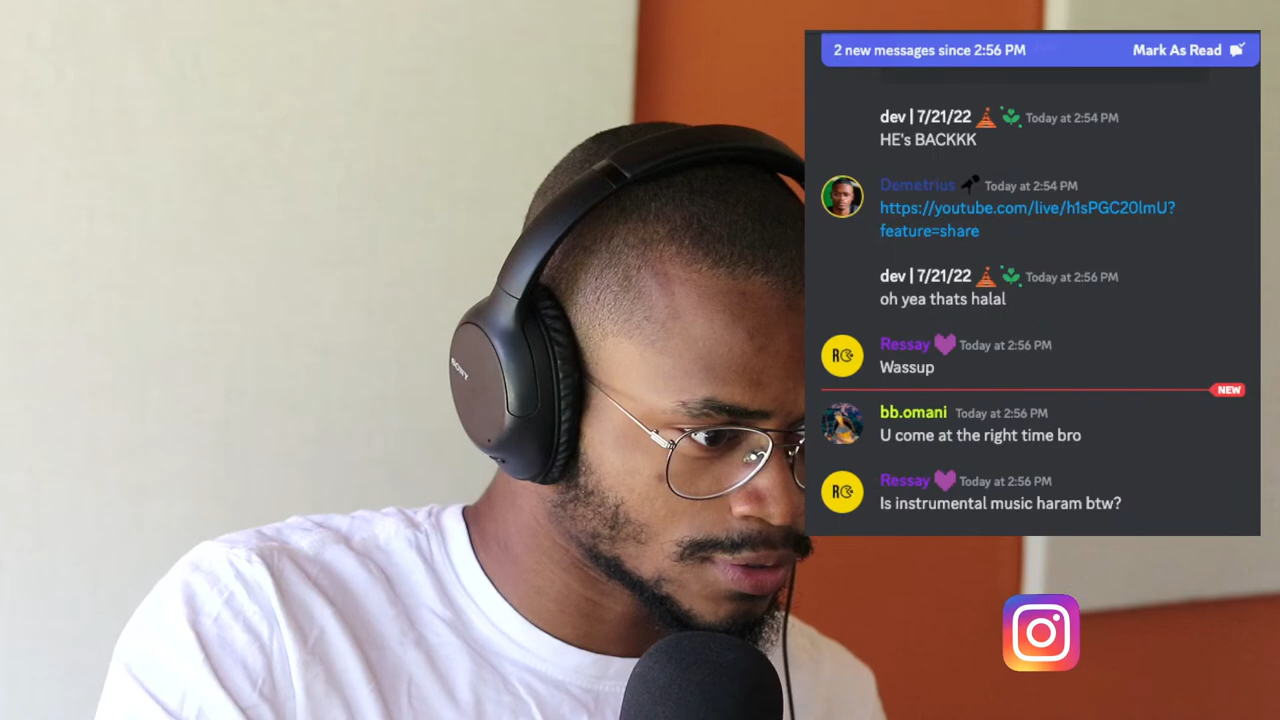 2 new messages since 2:56 PM Mark As Read
dev | 7/21/22 Today at 2:54 PM
HE's BACKKK
Demetrius Today at 2:54 PM
https://youtube.com/live/h1sPGC20lmU?
feature=share
dev | 7/21/22 Today at 2:56 PM
oh yea thats halal
Ressay Today at 2:56 PM
Wassup
NEW
bb.omani Today at 2:56 PM
U come at the right time bro
Ressay Today at 2:56 PM
Is instrumental music haram btw?
SONY